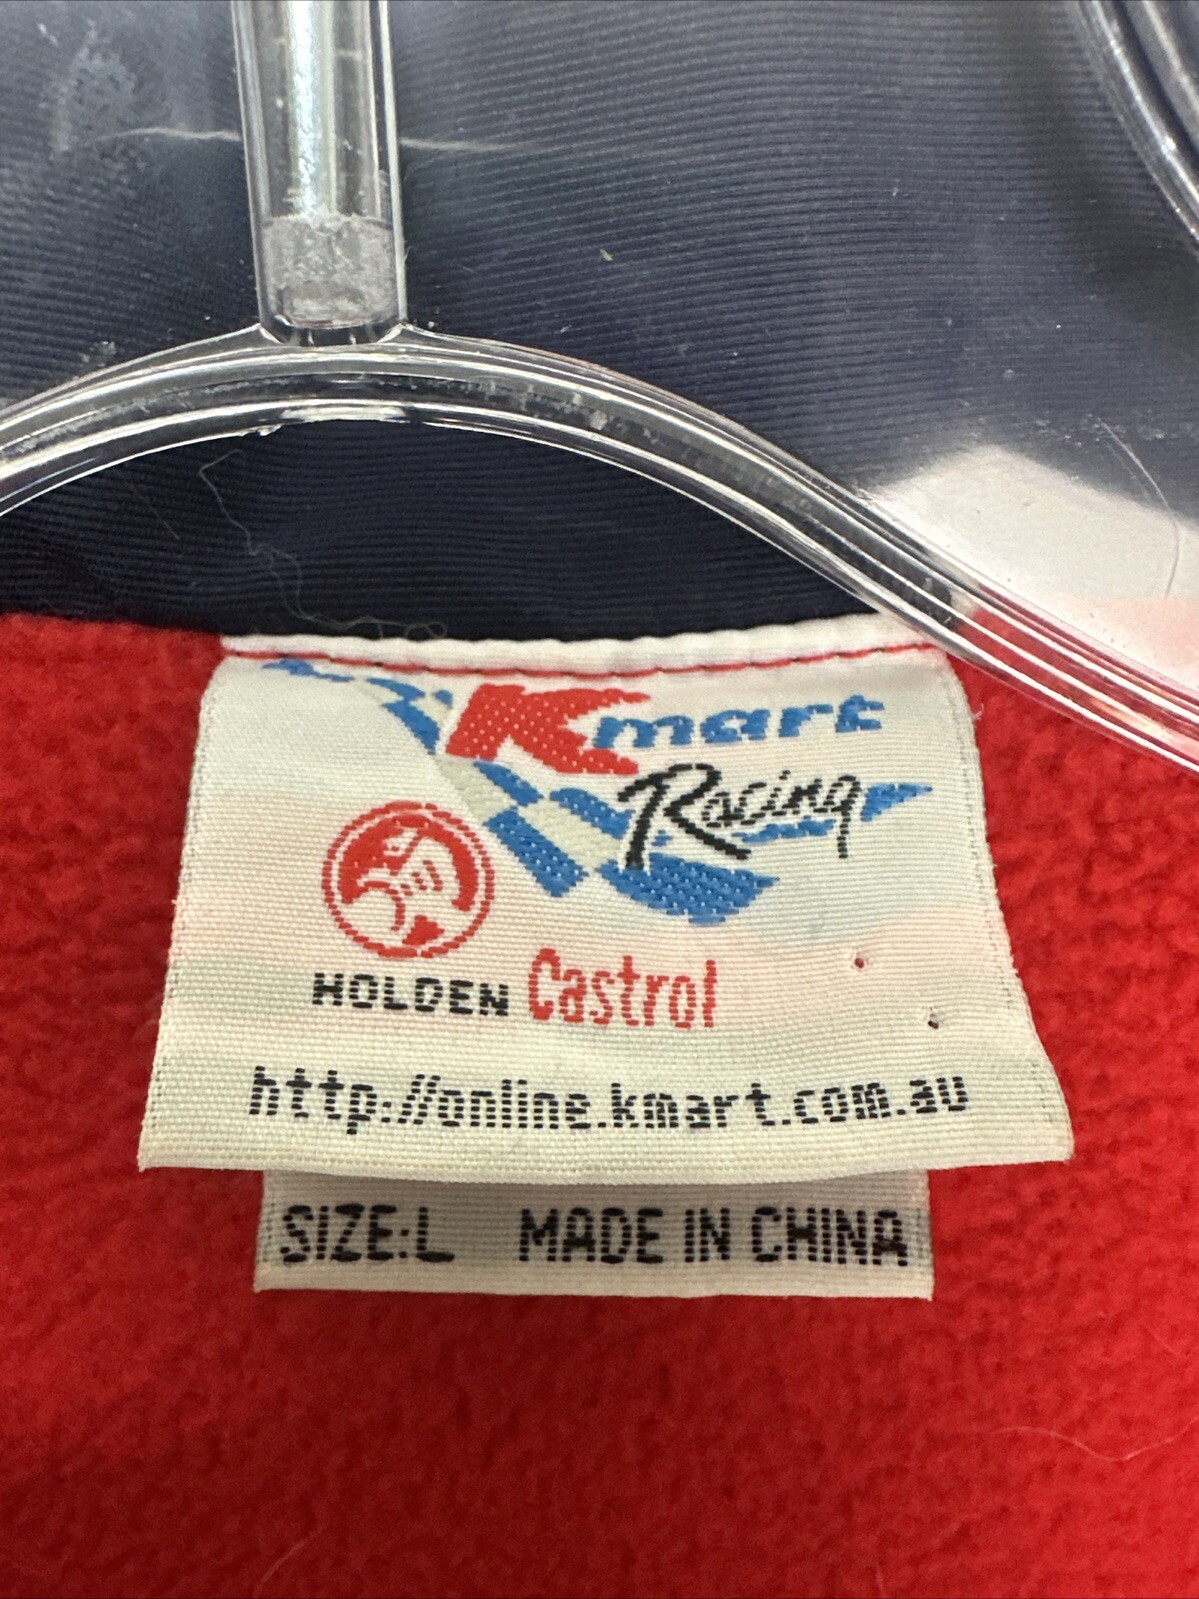 Kmart
Racing
HOLDEN Castrol
http://online.kmart.com.au
SIZE:L MADE IN CHINA